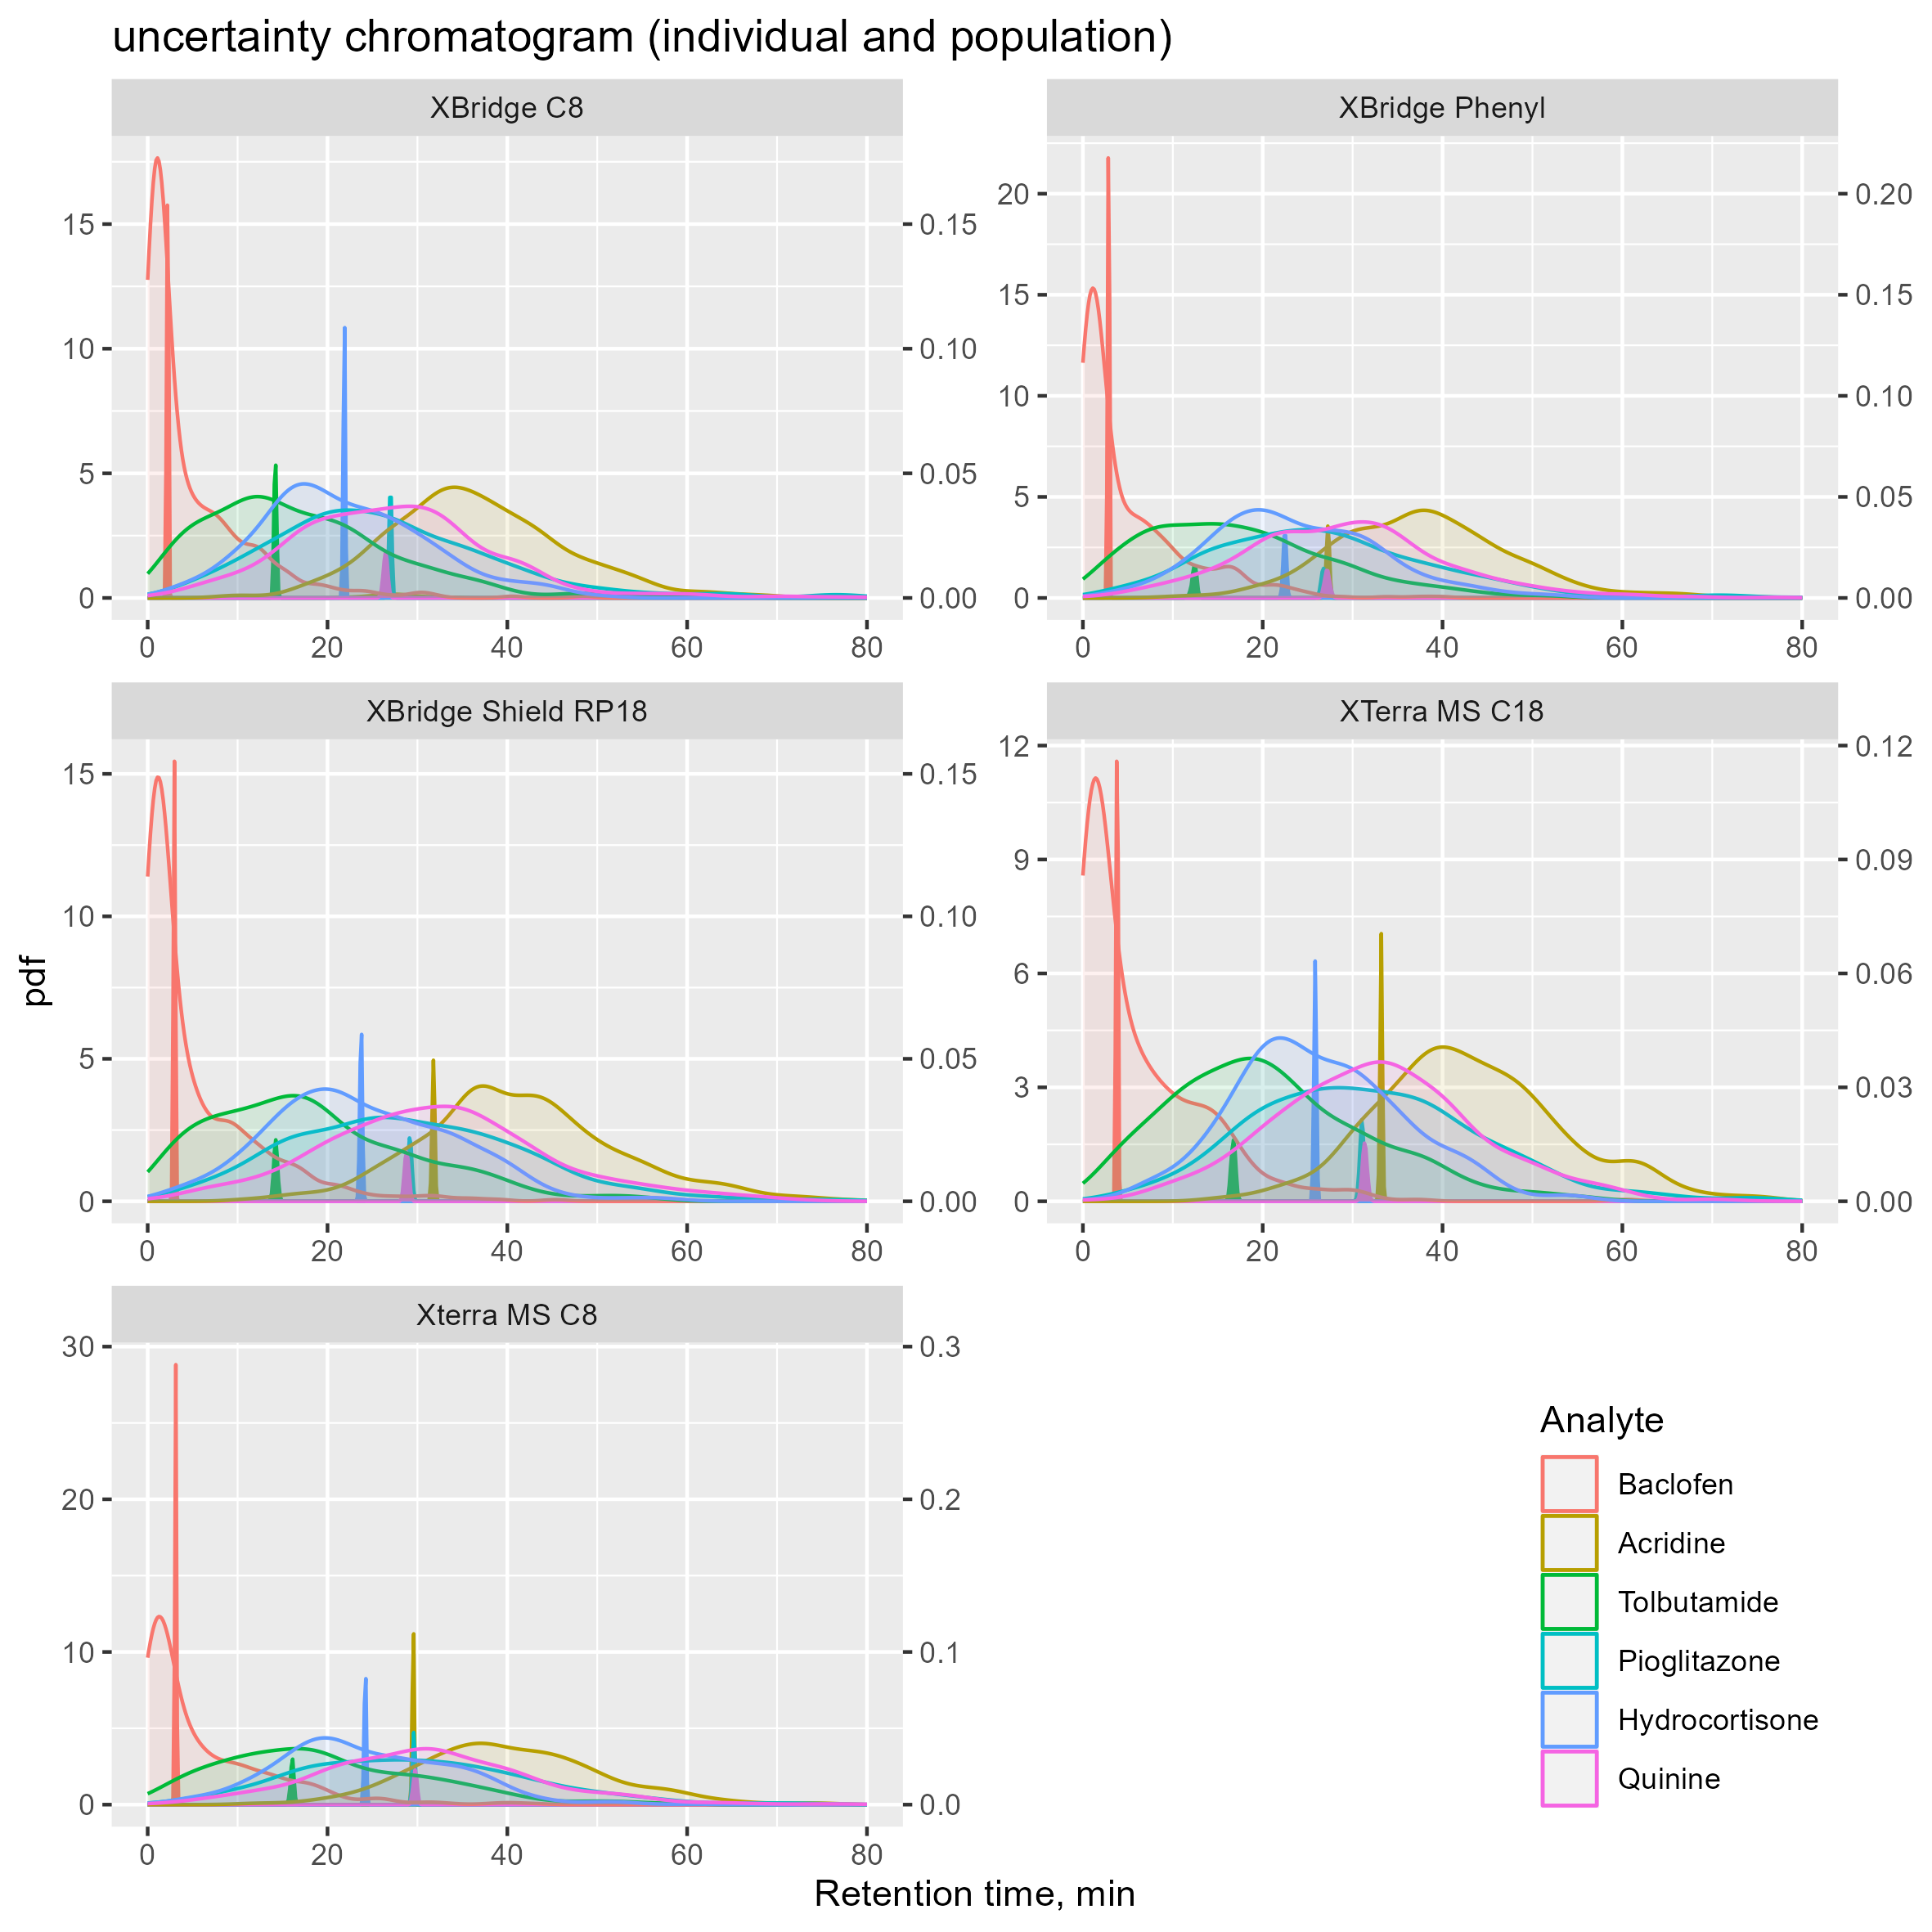 uncertainty chromatogram (individual and population)
XBridge C8
15
10
5
0
0.15
0.10
0.05
0.00
0 20 40 60 80
XBridge Phenyl
20
15
10
5
0
0.20
0.15
0.10
0.05
0.00
0 20 40 60 80
XBridge Shield RP18
15
10
5
0
0.15
0.10
0.05
0.00
0 20 40 60 80
XTerra MS C18
12
9
6
3
0
0.12
0.09
0.06
0.03
0.00
0 20 40 60 80
Xterra MS C8
30
20
10
0
0.3
0.2
0.1
0.0
0 20 40 60 80
pdf
Retention time, min
Analyte
Baclofen
Acridine
Tolbutamide
Pioglitazone
Hydrocortisone
Quinine